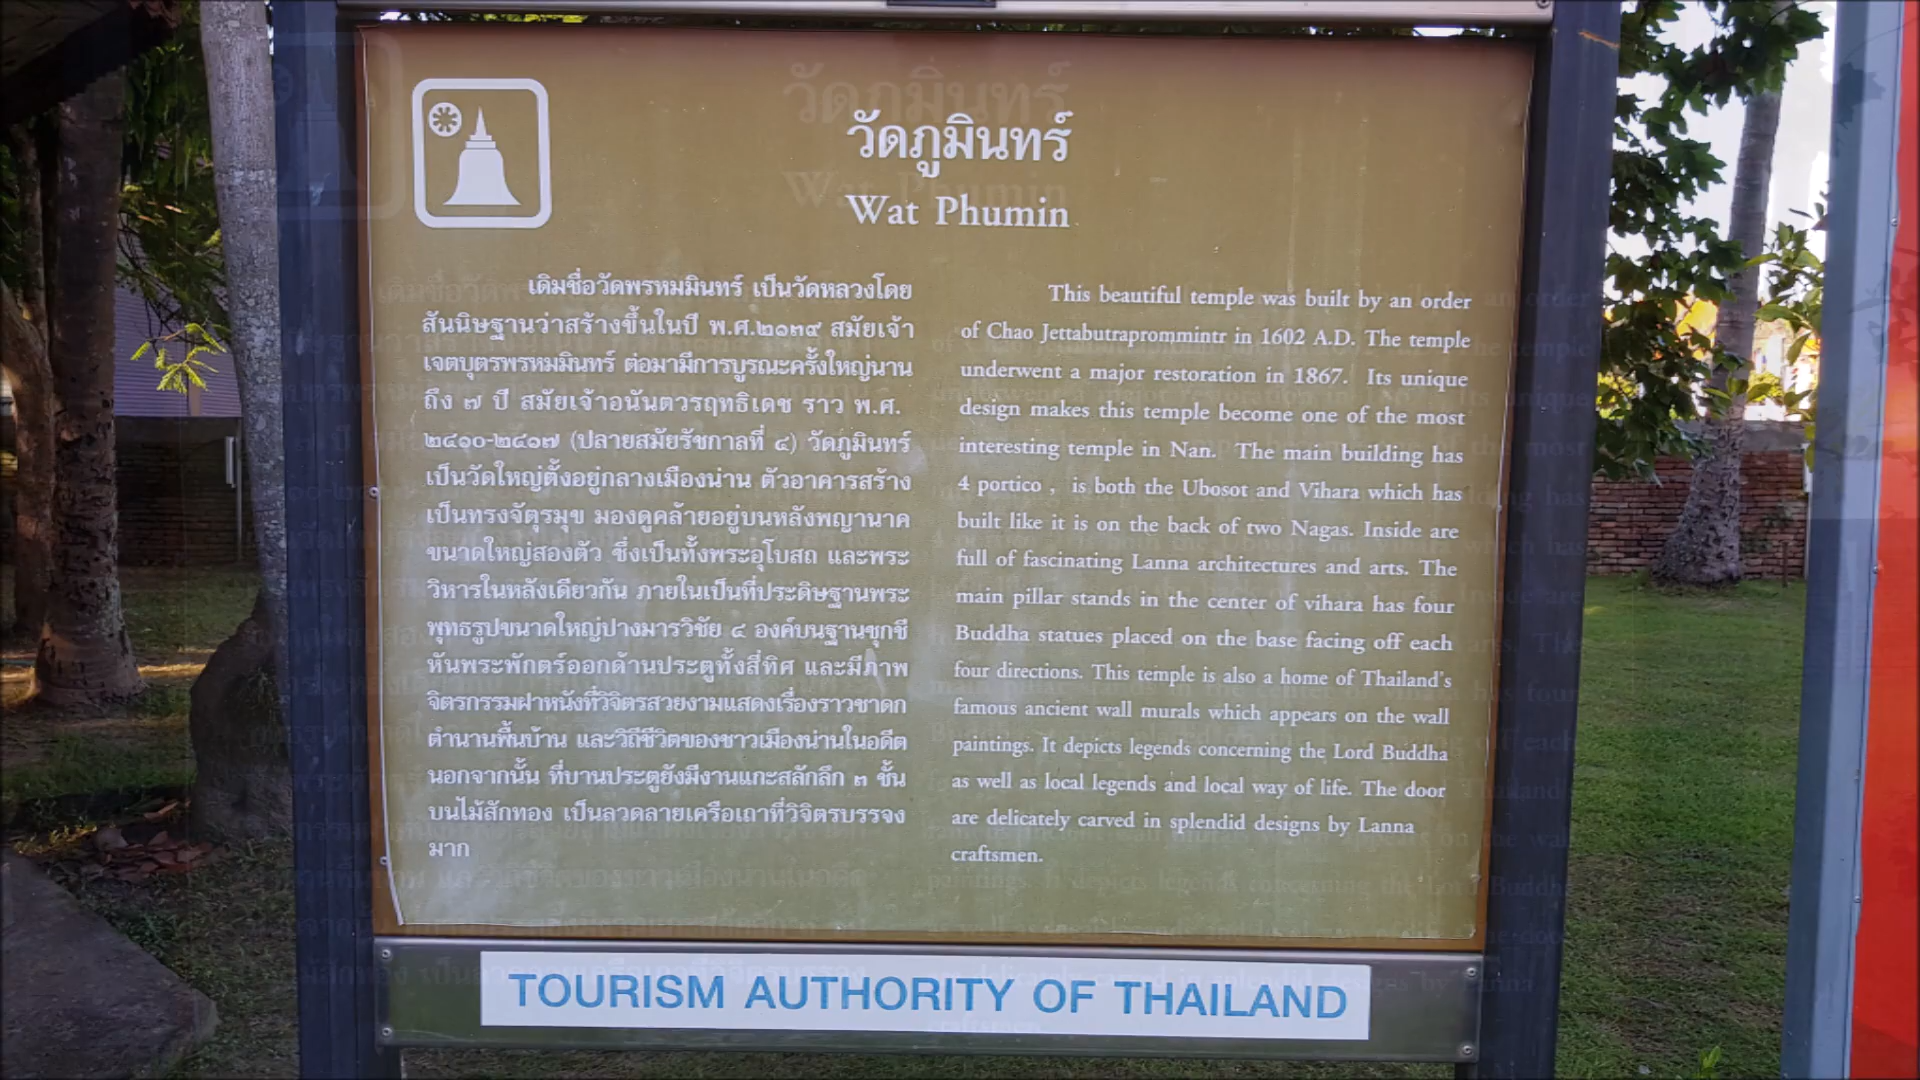 วัดภูมินทร์
Wat Phumin
เดิมชื่อวัดพรหมมินทร์ เป็นวัดหลวงโดย
สันนิษฐานว่าสร้างขึ้นในปี พ.ศ.๒๑๓๙ สมัยเจ้า
เจตบุตรพรหมมินทร์ ต่อมามีการบูรณะครั้งใหญ่นาน
ถึง ๗ ปี สมัยเจ้าอนันตวรฤทธิเดช ราว พ.ศ.
๒๔๑๐-๒๔๑๗ (ปลายสมัยรัชกาลที่ ๔) วัดภูมินทร์
เป็นวัดใหญ่ตั้งอยู่กลางเมืองน่าน ตัวอาคารสร้าง
เป็นทรงจัตุรมุข มองดูคล้ายอยู่บนหลังพญานาค
ขนาดใหญ่สองตัว ซึ่งเป็นทั้งพระอุโบสถ และพระ
วิหารในหลังเดียวกัน ภายในเป็นที่ประดิษฐานพระ
พุทธรูปขนาดใหญ่ปางมารวิชัย ๔ องค์บนฐานชุกชี
หันพระพักตร์ออกด้านประตูทั้งสี่ทิศ และมีภาพ
จิตรกรรมฝาหนังที่วิจิตรสวยงามแสดงเรื่องราวชาดก
ตำนานพื้นบ้าน และวิถีชีวิตของชาวเมืองน่านในอดีต
นอกจากนั้น ที่บานประตูยังมีงานแกะสลักลึก ๓ ชั้น
บนไม้สักทอง เป็นลวดลายเครือเถาที่วิจิตรบรรจง
มาก
This beautiful temple was built by an order
of Chao Jettabutraprommintr in 1602 A.D. The temple
underwent a major restoration in 1867. Its unique
design makes this temple become one of the most
interesting temple in Nan. The main building has
4 portico , is both the Ubosot and Vihara which has
built like it is on the back of two Nagas. Inside are
full of fascinating Lanna architectures and arts. The
main pillar stands in the center of vihara has four
Buddha statues placed on the base facing off each
four directions. This temple is also a home of Thailand's
famous ancient wall murals which appears on the wall
paintings. It depicts legends concerning the Lord Buddha
as well as local legends and local way of life. The door
are delicately carved in splendid designs by Lanna
craftsmen.
TOURISM AUTHORITY OF THAILAND